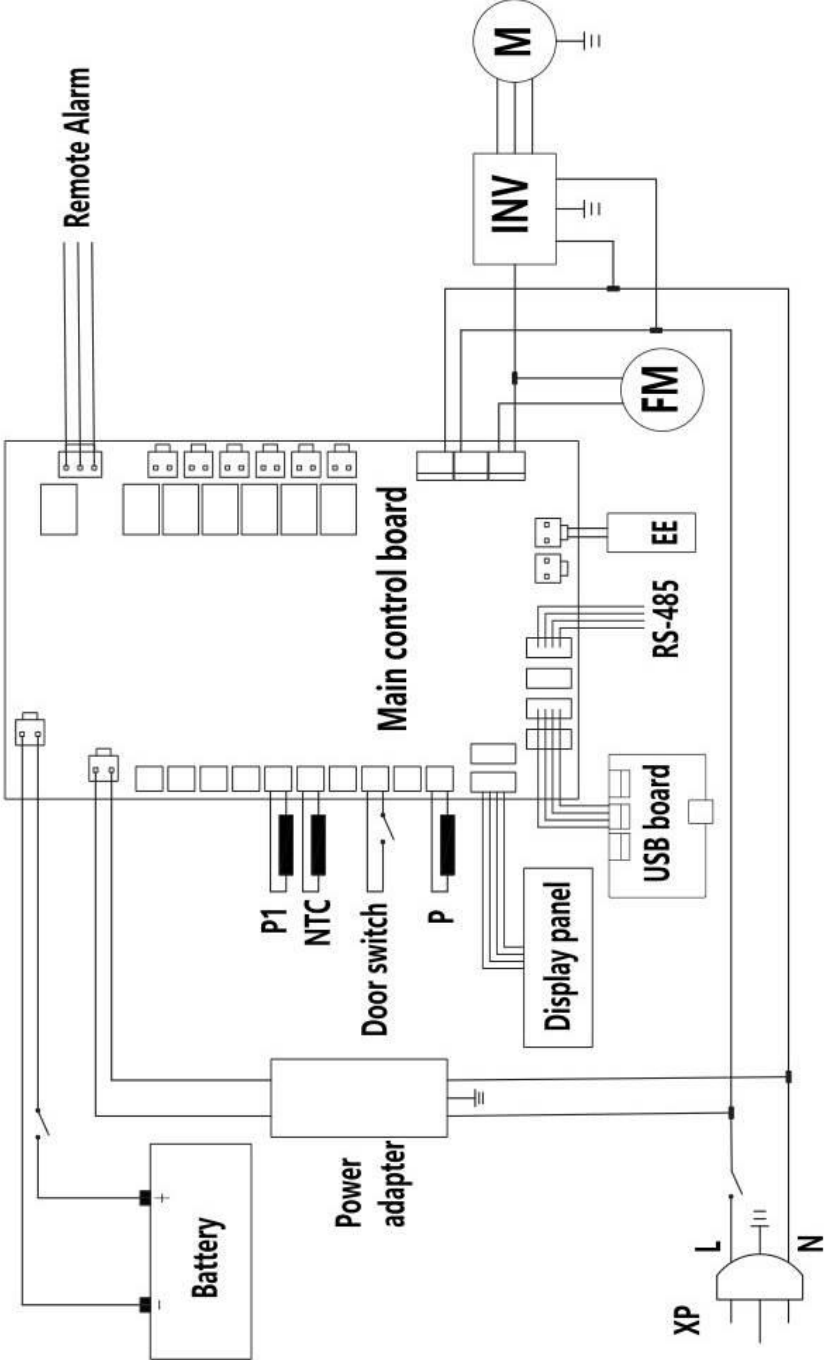 Remote Alarm
M
INV
FM
Main control board
EE
RS-485
P1
NTC
Door switch
P
Display panel
USB board
Power
adapter
Battery
+
-
XP
L
N